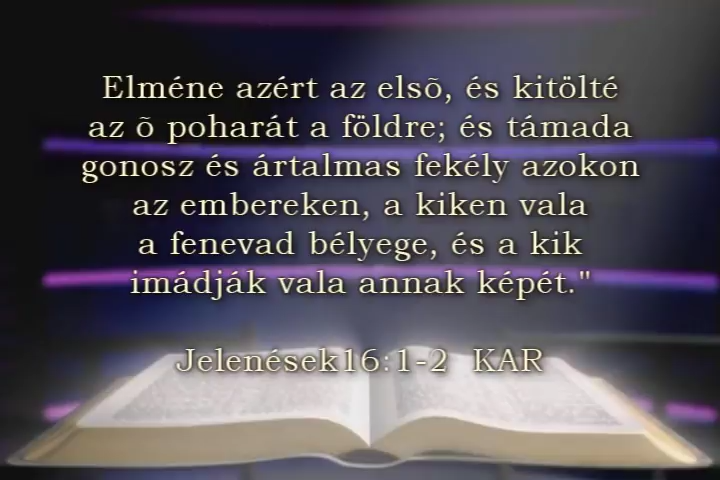 Elméne azért az elsõ, és kitölté
az õ poharát a földre; és támada
gonosz és ártalmas fekély azokon
az embereken, a kiken vala
a fenevad bélyege, és a kik
imádják vala annak képét."
Jelenések16:1-2 KAR